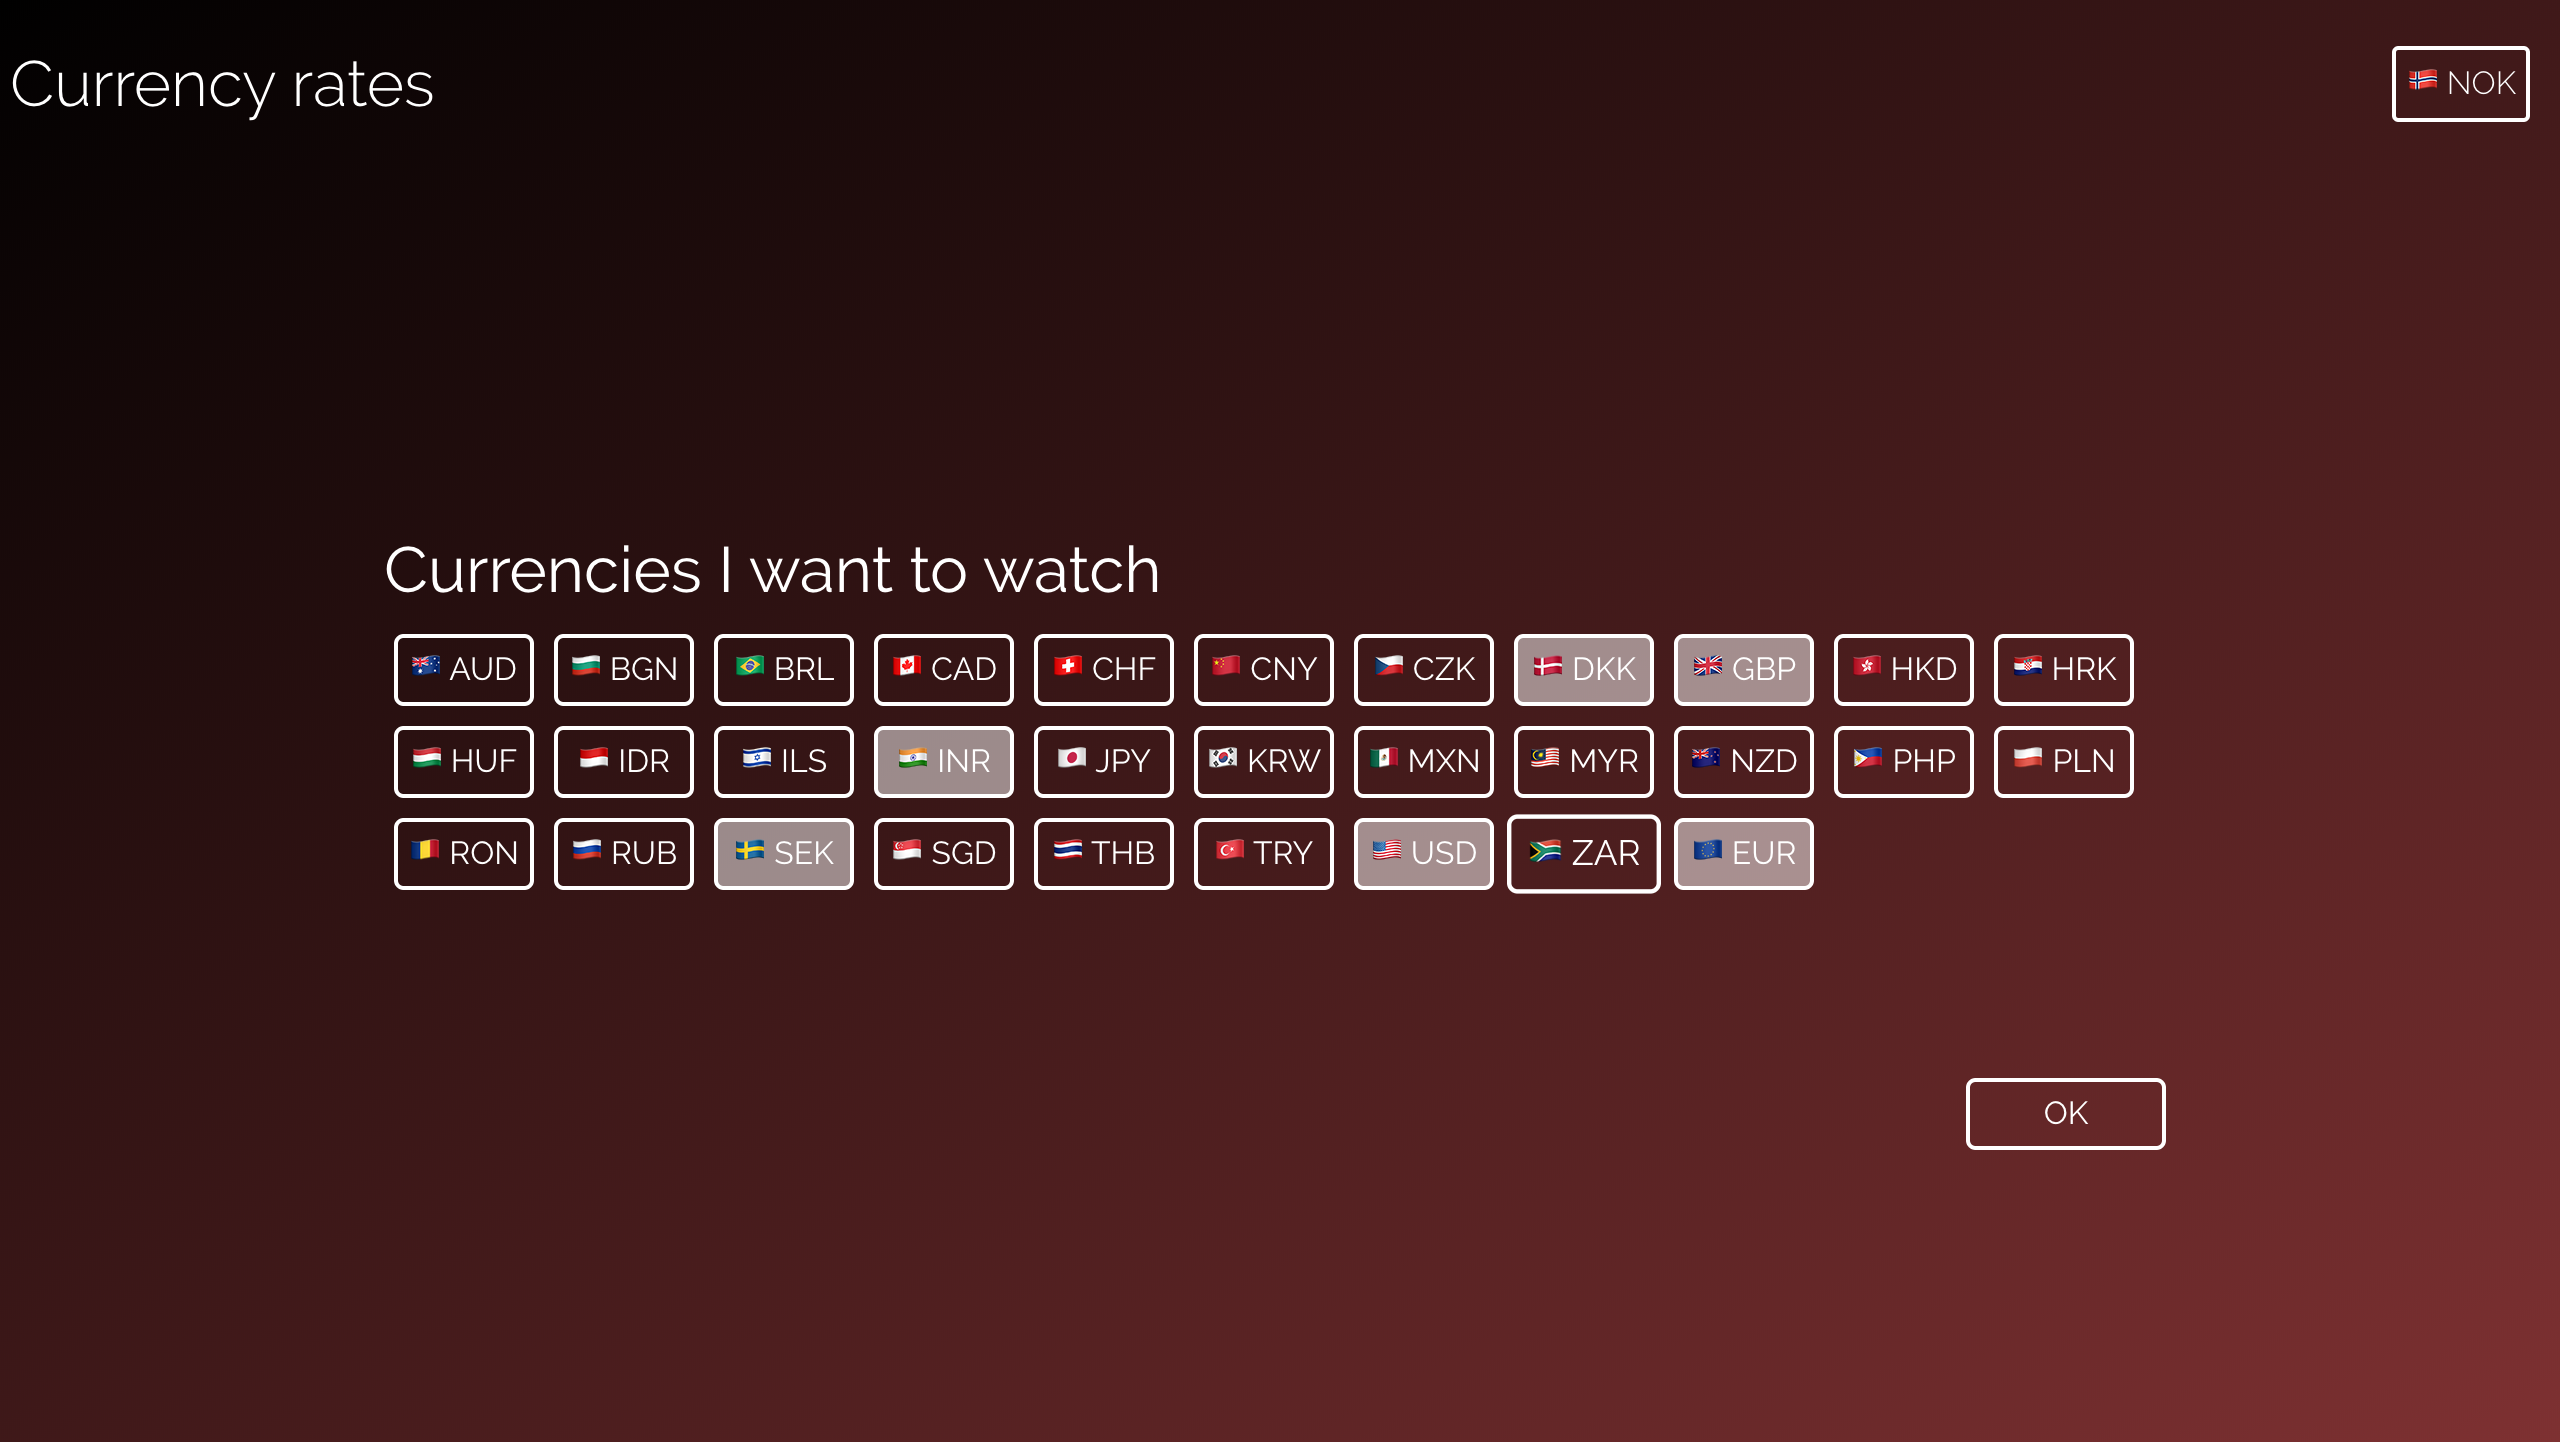 Currency rates
NOK
Currencies I want to watch
AUD BGN BRL CAD CHF CNY CZK DKK GBP HKD HRK
HUF IDR ILS INR JPY KRW MXN MYR NZD PHP PLN
RON RUB SEK SGD THB TRY USD ZAR EUR
OK